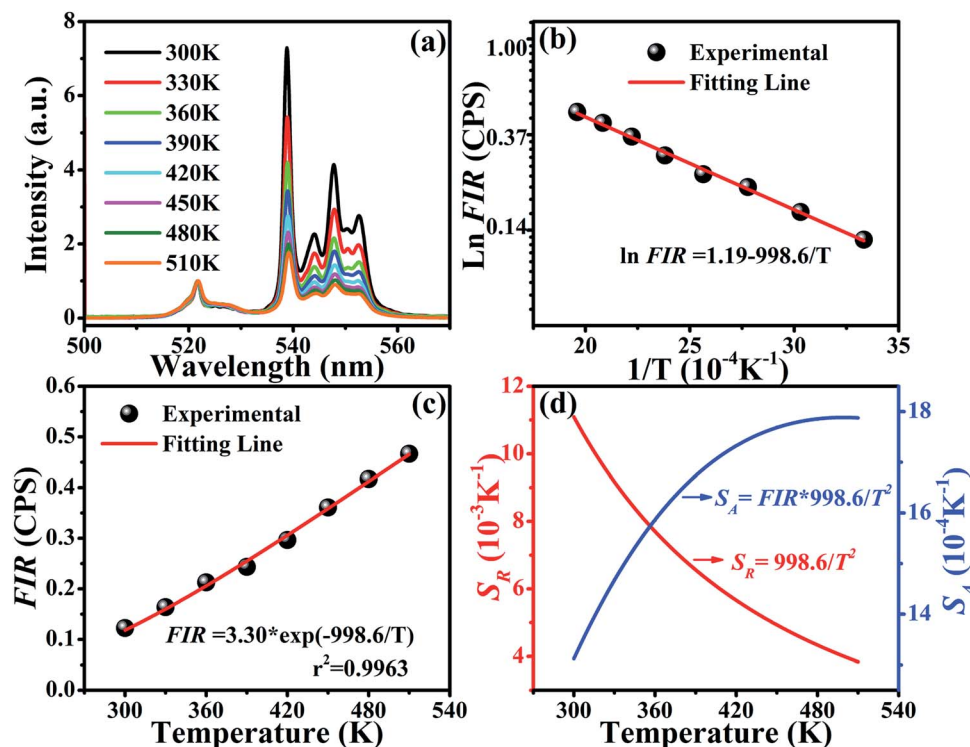 (a)
300K
330K
360K
390K
420K
450K
480K
510K
Intensity (a.u.)
8
6
4
2
0
500 520 540 560
Wavelength (nm)
(b)
Experimental
Fitting Line
Ln FIR (CPS)
1.00
0.37
0.14
ln FIR =1.19-998.6/T
20 25 30 35
1/T (10⁻⁴K⁻¹)
(c)
Experimental
Fitting Line
FIR (CPS)
0.6
0.5
0.4
0.3
0.2
0.1
0.0
FIR =3.30*exp(-998.6/T)
r²=0.9963
300 360 420 480 540
Temperature (K)
(d)
S_R (10⁻³K⁻¹)
12
10
8
6
4
S_A= FIR*998.6/T²
S_R= 998.6/T²
18
16
14
S_A (10⁻⁴K⁻¹)
300 360 420 480 540
Temperature (K)